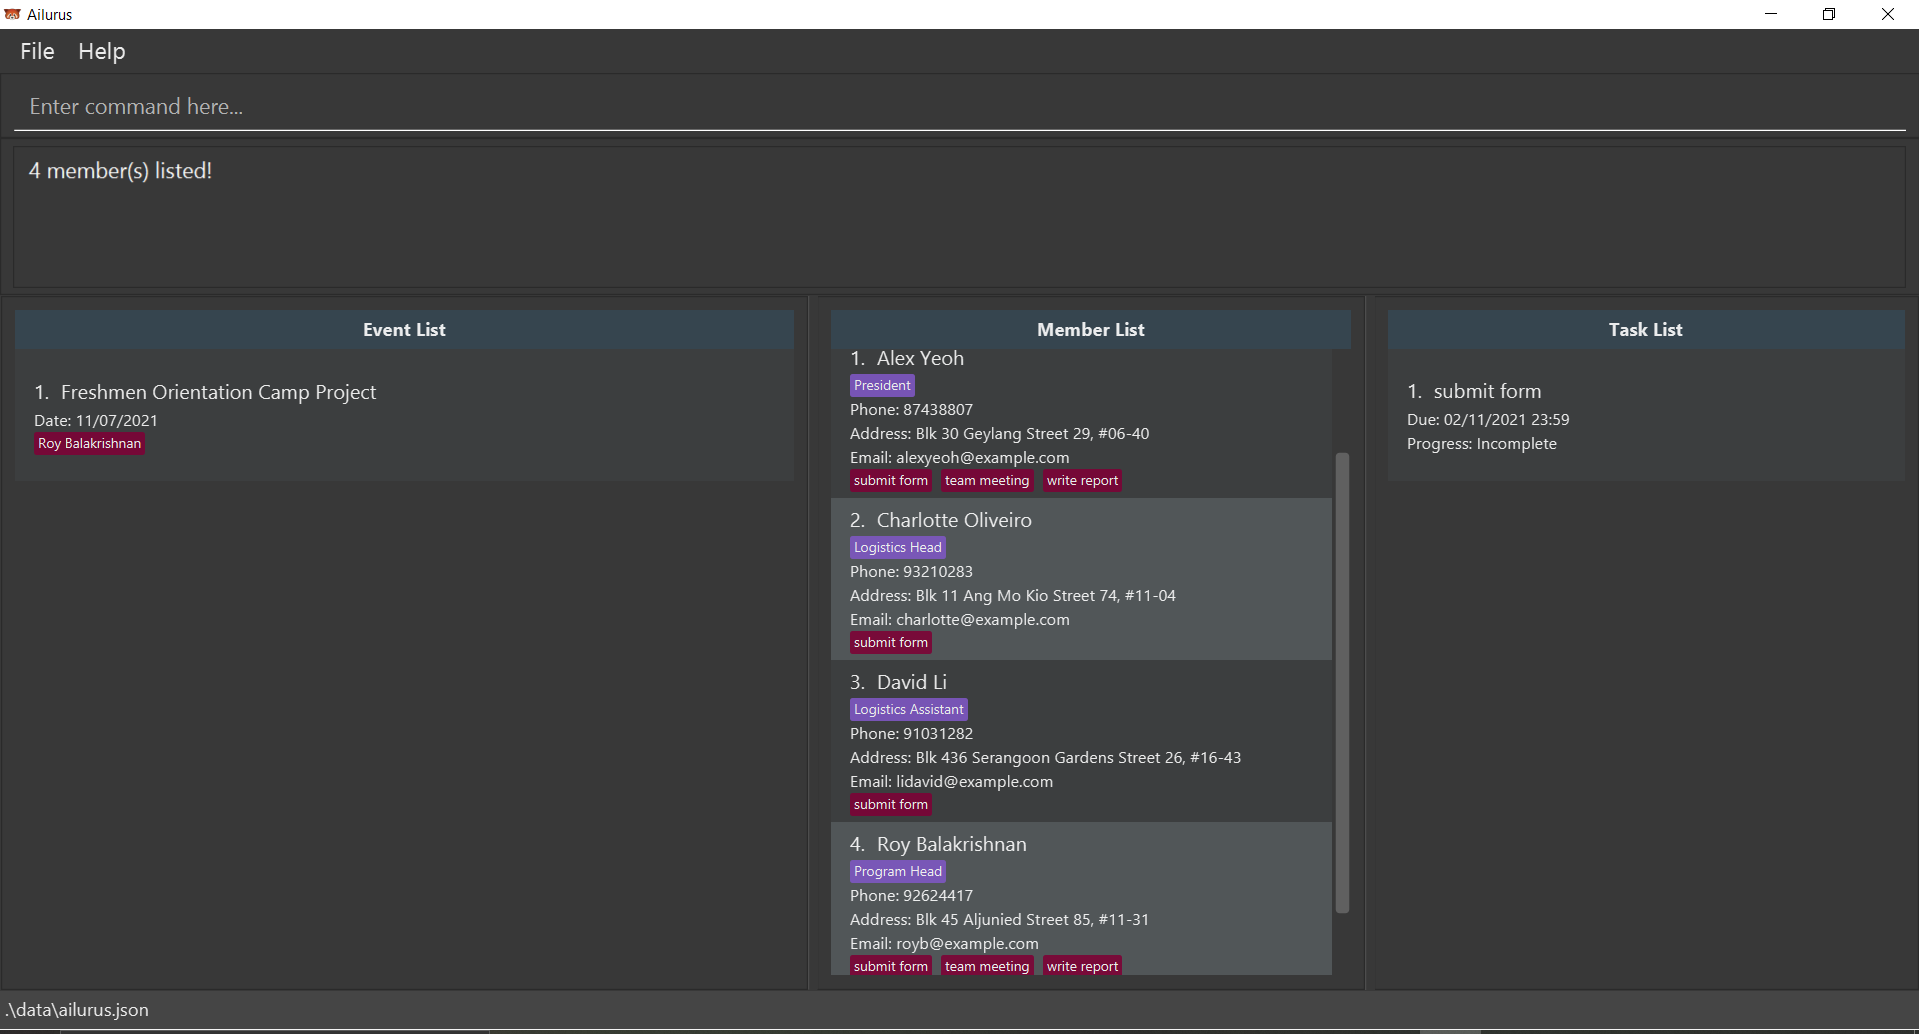 Ailurus
File Help
Enter command here...
4 member(s) listed!
Event List
1. Freshmen Orientation Camp Project
Date: 11/07/2021
Roy Balakrishnan
Member List
1. Alex Yeoh
President
Phone: 87438807
Address: Blk 30 Geylang Street 29, #06-40
Email: alexyeoh@example.com
submit form team meeting write report
2. Charlotte Oliveiro
Logistics Head
Phone: 93210283
Address: Blk 11 Ang Mo Kio Street 74, #11-04
Email: charlotte@example.com
submit form
3. David Li
Logistics Assistant
Phone: 91031282
Address: Blk 436 Serangoon Gardens Street 26, #16-43
Email: lidavid@example.com
submit form
4. Roy Balakrishnan
Program Head
Phone: 92624417
Address: Blk 45 Aljunied Street 85, #11-31
Email: royb@example.com
submit form team meeting write report
Task List
1. submit form
Due: 02/11/2021 23:59
Progress: Incomplete
.\data\ailurus.json